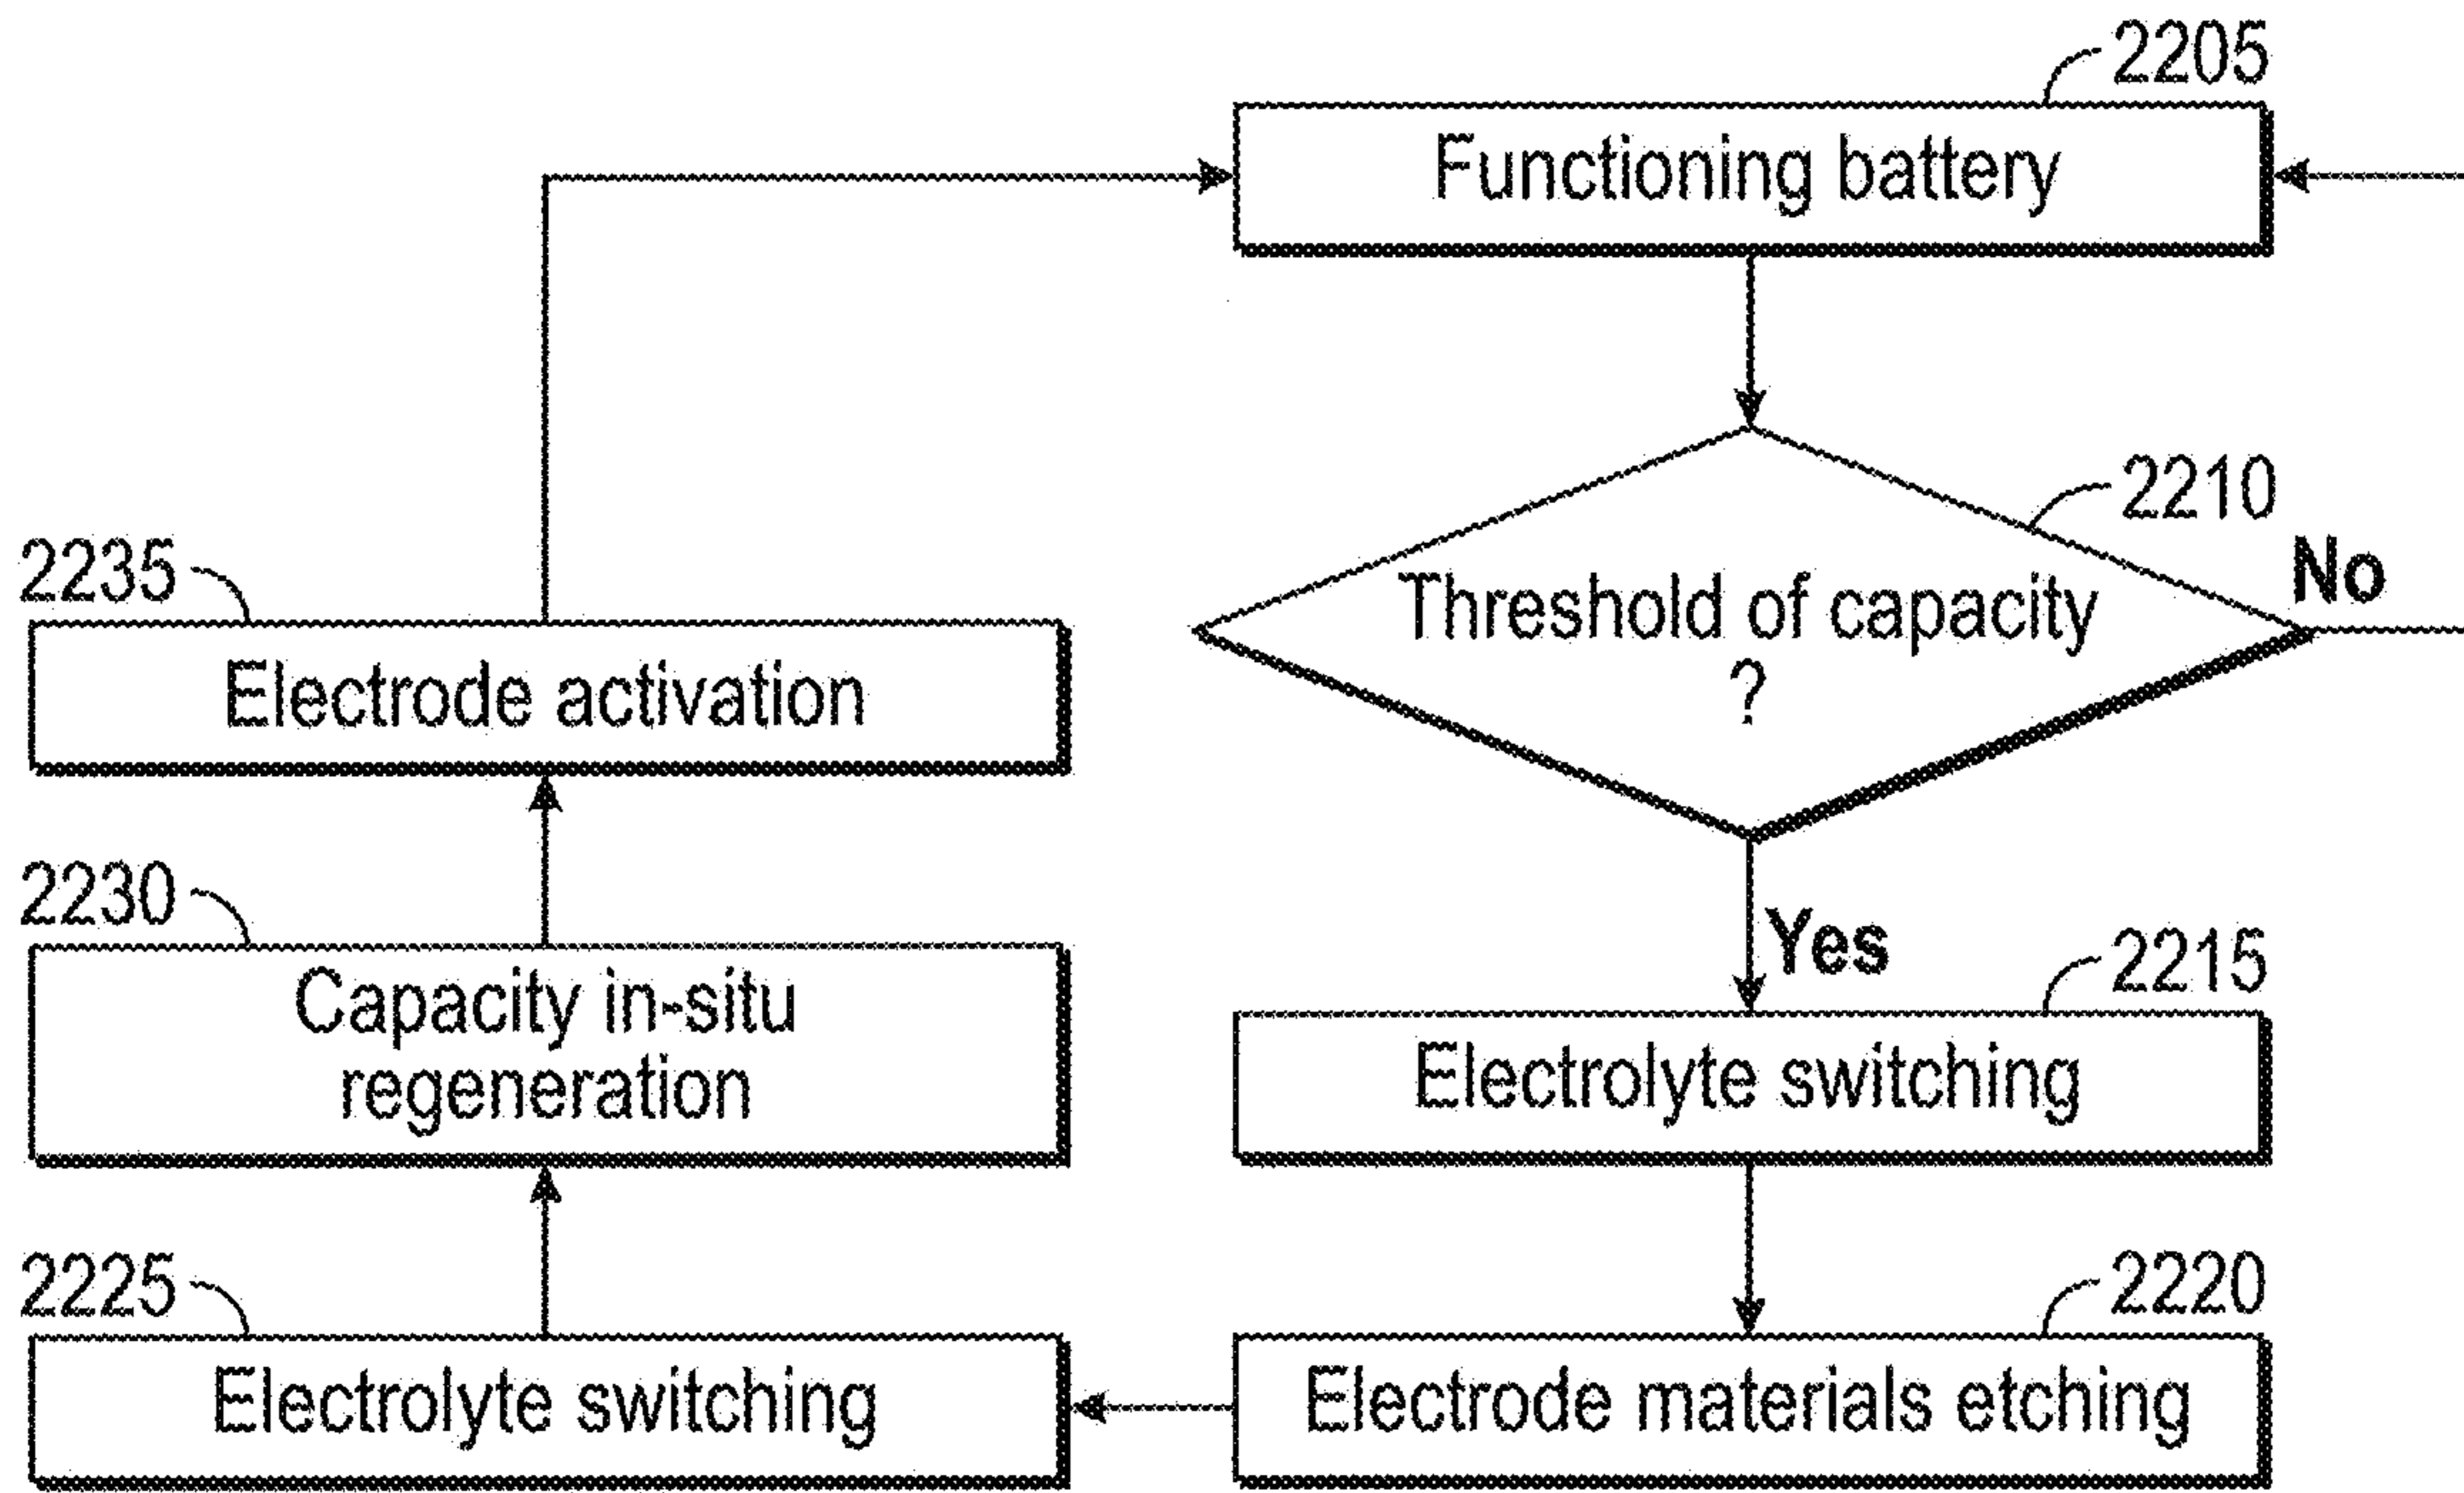 2205
Functioning battery
2210
Threshold of capacity
?
No
Yes
2215
Electrolyte switching
2220
Electrode materials etching
2225
Electrolyte switching
2230
Capacity in-situ
regeneration
2235
Electrode activation